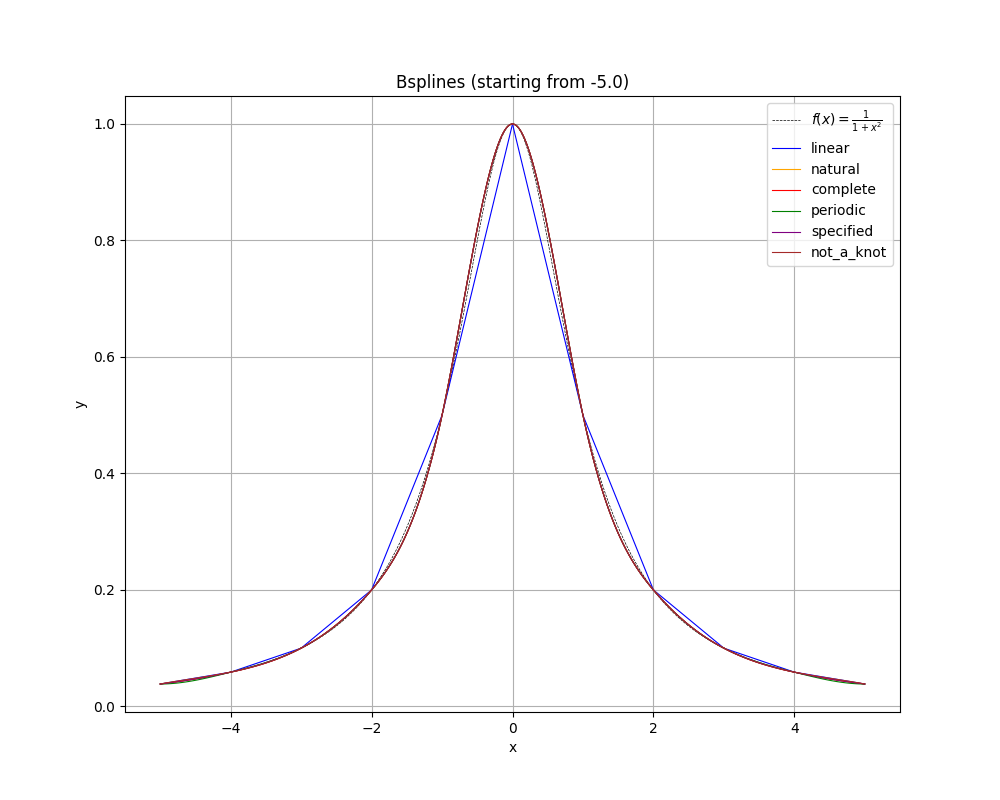 Bsplines (starting from -5.0)
1.0
0.8
0.6
0.4
0.2
0.0
y
−4
−2
0
2
4
x
f(x) = 1/(1 + x²)
linear
natural
complete
periodic
specified
not_a_knot